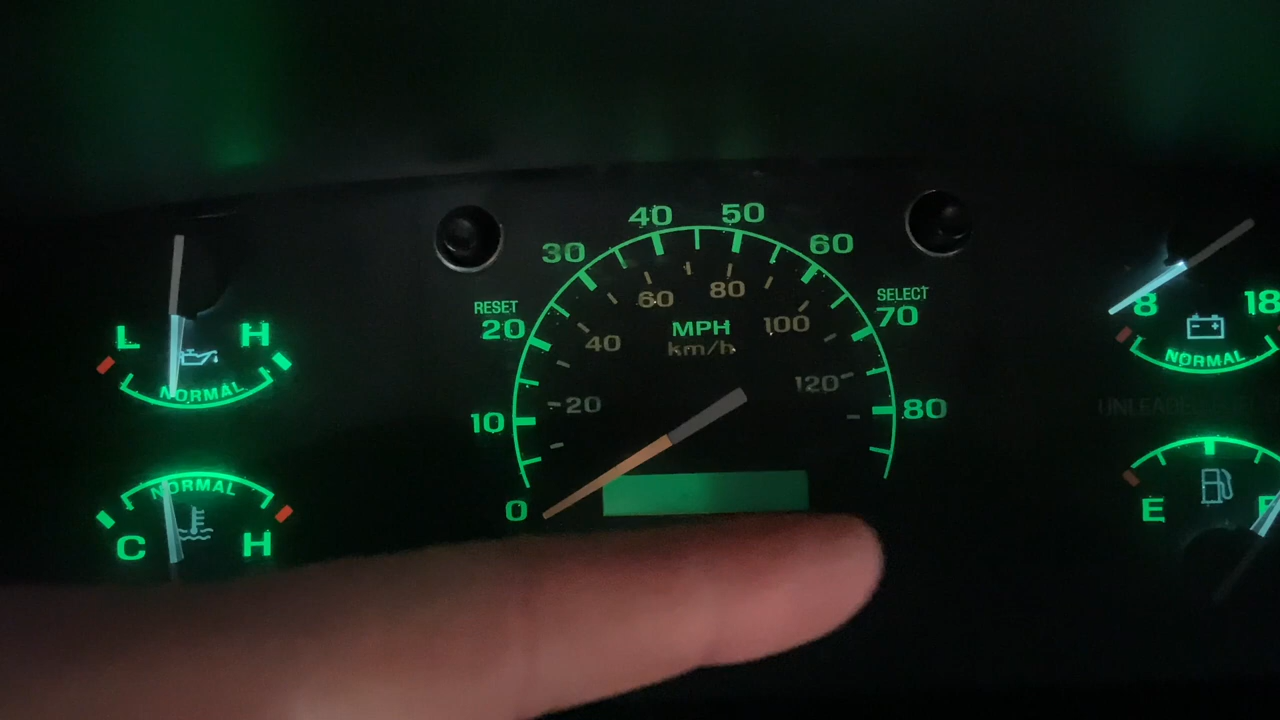 40 50
30 60
RESET SELECT
20 70
MPH
km/h
60 80
40 100
20 120
10 80
0
L H
NORMAL
NORMAL
C H
8 18
NORMAL
E